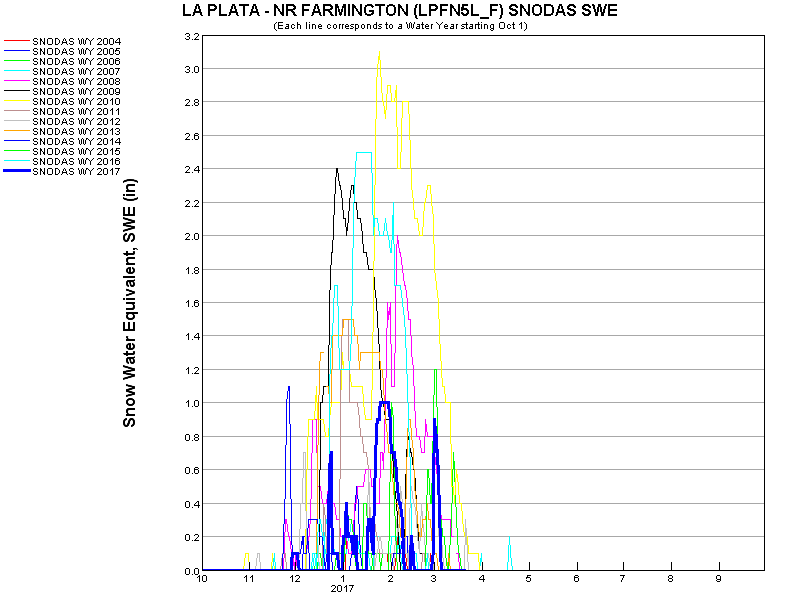 LA PLATA - NR FARMINGTON (LPFN5L_F) SNODAS SWE
(Each line corresponds to a Water Year starting Oct 1)
SNODAS WY 2004
SNODAS WY 2005
SNODAS WY 2006
SNODAS WY 2007
SNODAS WY 2008
SNODAS WY 2009
SNODAS WY 2010
SNODAS WY 2011
SNODAS WY 2012
SNODAS WY 2013
SNODAS WY 2014
SNODAS WY 2015
SNODAS WY 2016
SNODAS WY 2017
Snow Water Equivalent, SWE (in)
3.2
3.0
2.8
2.6
2.4
2.2
2.0
1.8
1.6
1.4
1.2
1.0
0.8
0.6
0.4
0.2
0.0
10 11 12 1 2 3 4 5 6 7 8 9
2017